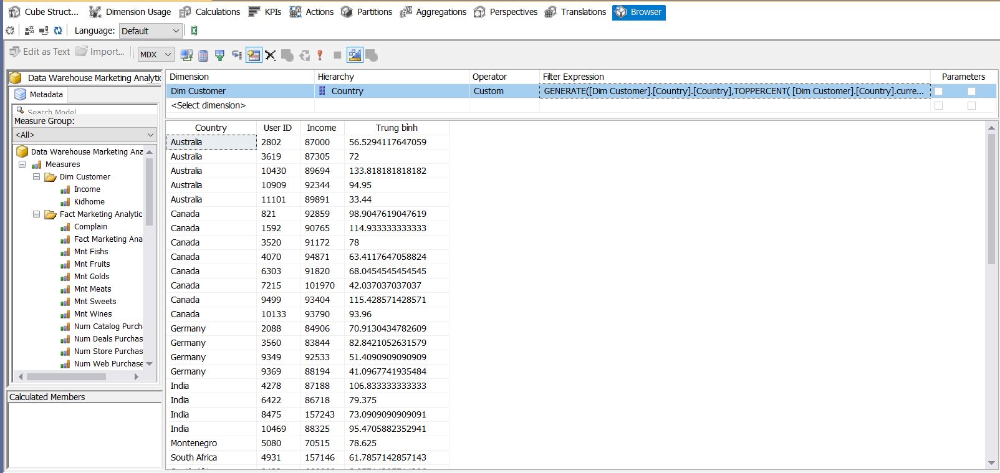 Cube Struct... Dimension Usage Calculations KPIs Actions Partitions Aggregations Perspectives Translations Browser
Language: Default
Edit as Text Import... MDX
Data Warehouse Marketing Analytic
Metadata
Search Model
Measure Group:
<All>
Data Warehouse Marketing Ana
Measures
Dim Customer
Income
Kidhome
Fact Marketing Analytic
Complain
Fact Marketing Ana
Mnt Fishs
Mnt Fruits
Mnt Golds
Mnt Meats
Mnt Sweets
Mnt Wines
Num Catalog Purch
Num Deals Purchas
Num Store Purchas
Num Web Purchase
Calculated Members
Dimension Hierarchy Operator Filter Expression Parameters
Dim Customer Country Custom GENERATE([Dim Customer].[Country].[Country],TOPPERCENT( [Dim Customer].[Country].curre...
<Select dimension>
Country User ID Income Trung bình
Australia 2802 87000 56.5294117647059
Australia 3619 87305 72
Australia 10430 89694 133.818181818182
Australia 10909 92344 94.95
Australia 11101 89891 33.44
Canada 821 92859 98.9047619047619
Canada 1592 90765 114.933333333333
Canada 3520 91172 78
Canada 4070 94871 63.4117647058824
Canada 6303 91820 68.0454545454545
Canada 7215 101970 42.037037037037
Canada 9499 93404 115.428571428571
Canada 10133 93790 93.96
Germany 2088 84906 70.9130434782609
Germany 3560 83844 82.8421052631579
Germany 9349 92533 51.4090909090909
Germany 9369 88194 41.0967741935484
India 4278 87188 106.833333333333
India 6422 86718 79.375
India 8475 157243 73.0909090909091
India 10469 88325 95.4705882352941
Montenegro 5080 70515 78.625
South Africa 4931 157146 61.7857142857143